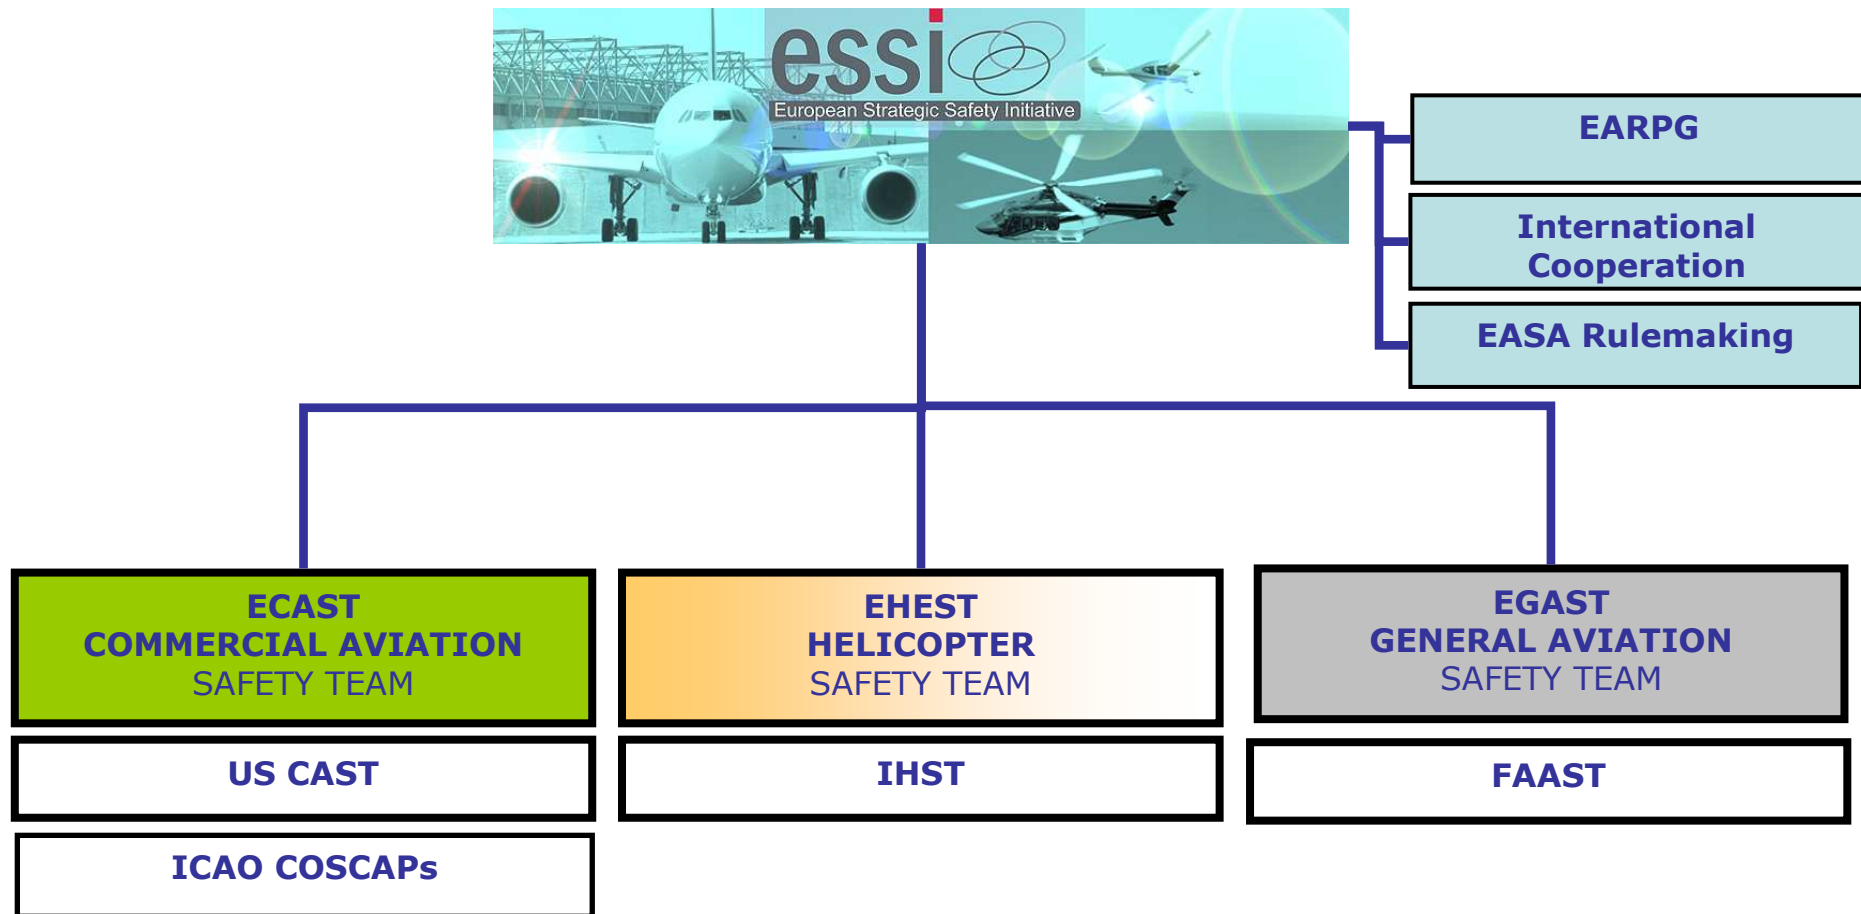 essi
European Strategic Safety Initiative
EARPG
International
Cooperation
EASA Rulemaking
ECAST
COMMERCIAL AVIATION
SAFETY TEAM
EHEST
HELICOPTER
SAFETY TEAM
EGAST
GENERAL AVIATION
SAFETY TEAM
US CAST
IHST
FAAST
ICAO COSCAPs